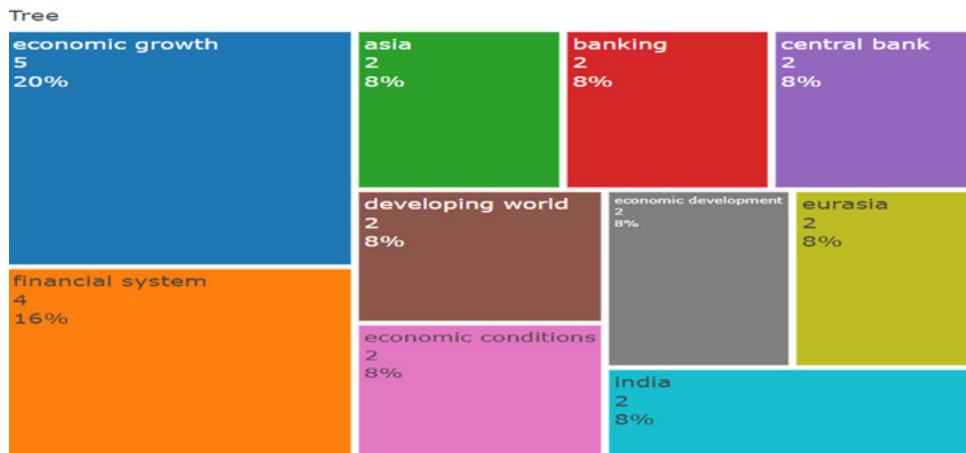 Tree
economic growth
5
20%
asia
2
8%
banking
2
8%
central bank
2
8%
developing world
2
8%
economic development
2
8%
eurasia
2
8%
financial system
4
16%
economic conditions
2
8%
india
2
8%